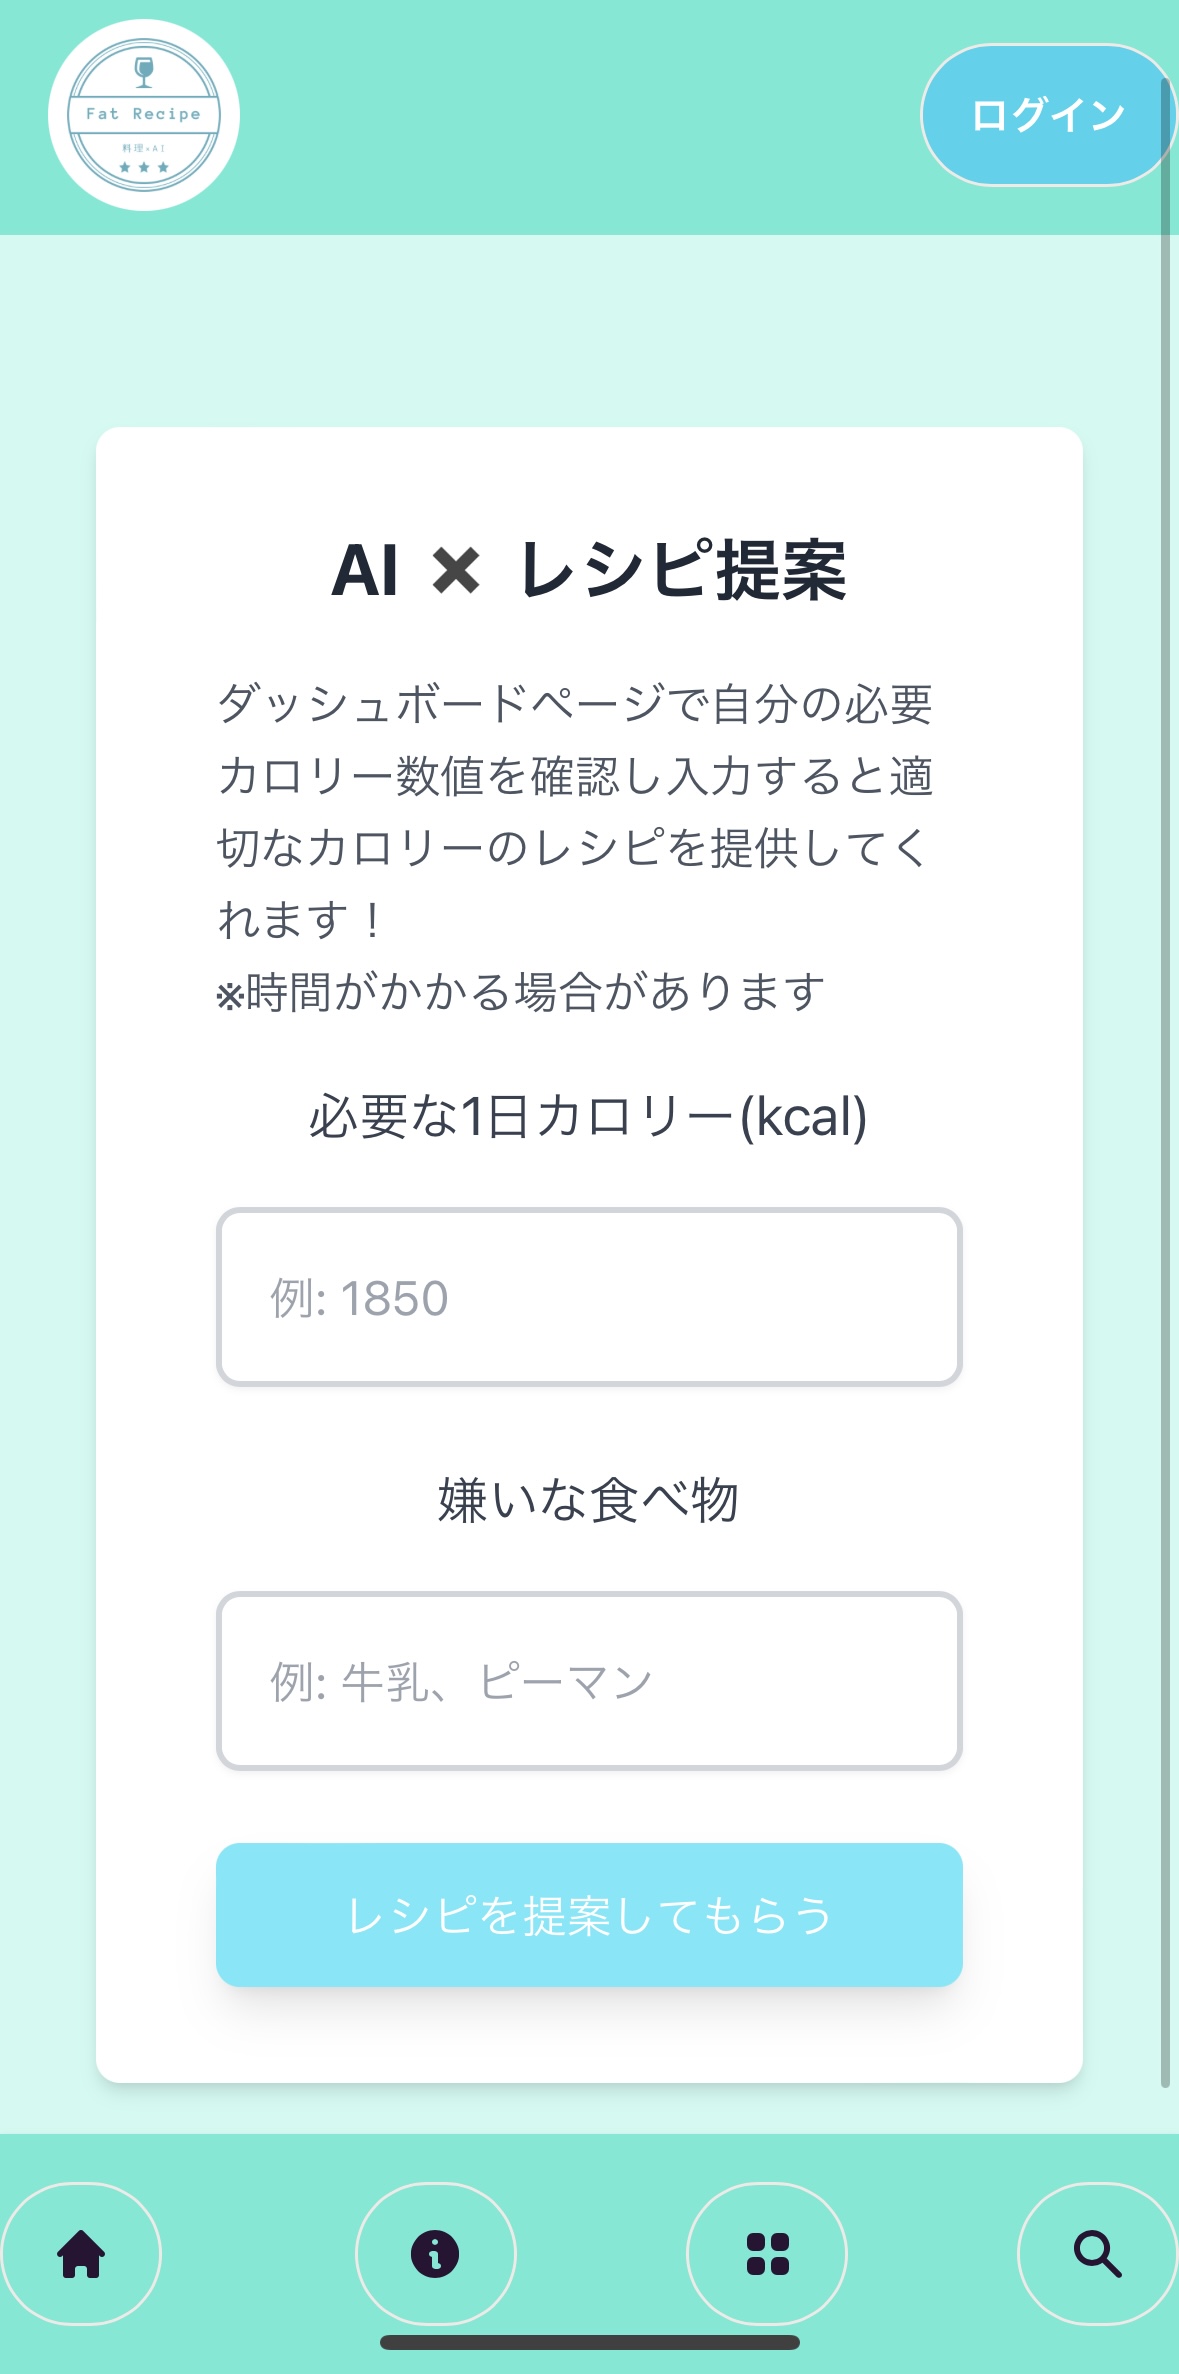 Fat Recipe
料理×AI
ログイン
AI ✖ レシピ提案
ダッシュボードページで自分の必要
カロリー数値を確認し入力すると適
切なカロリーのレシピを提供してく
れます！
※時間がかかる場合があります
必要な1日カロリー(kcal)
例: 1850
嫌いな食べ物
例: 牛乳、ピーマン
レシピを提案してもらう